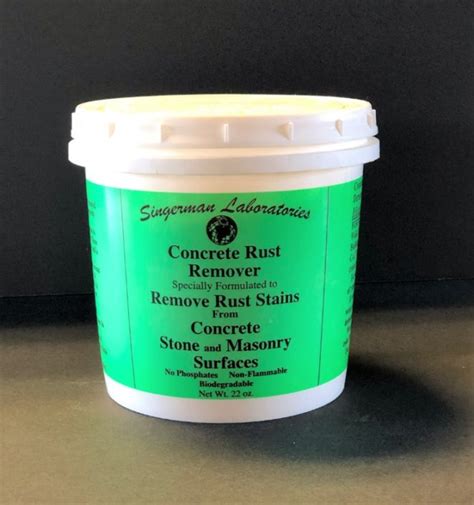 Singerman Laboratories
Concrete Rust
Remover
Specially Formulated to
Remove Rust Stains
From
Concrete
Stone and Masonry
Surfaces
No Phosphates Non-Flammable
Biodegradable
Net Wt. 22 oz.